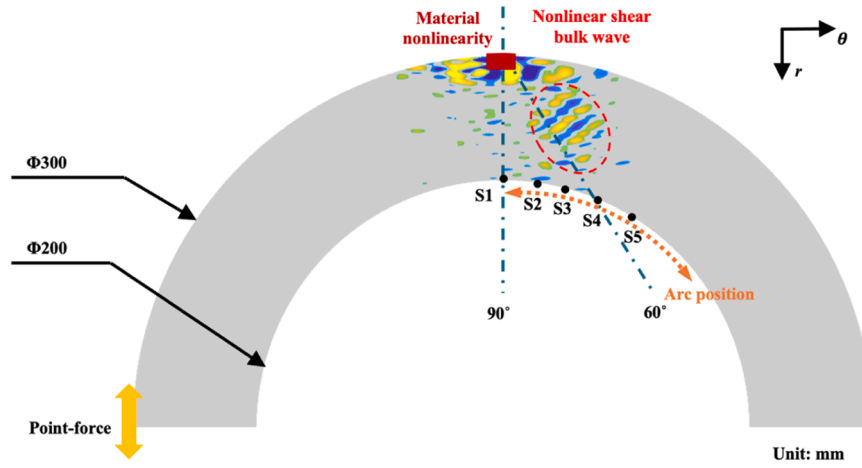 Material
nonlinearity
Nonlinear shear
bulk wave
θ
r
Φ300
Φ200
S1
S2
S3
S4
S5
Arc position
90°
60°
Point-force
Unit: mm